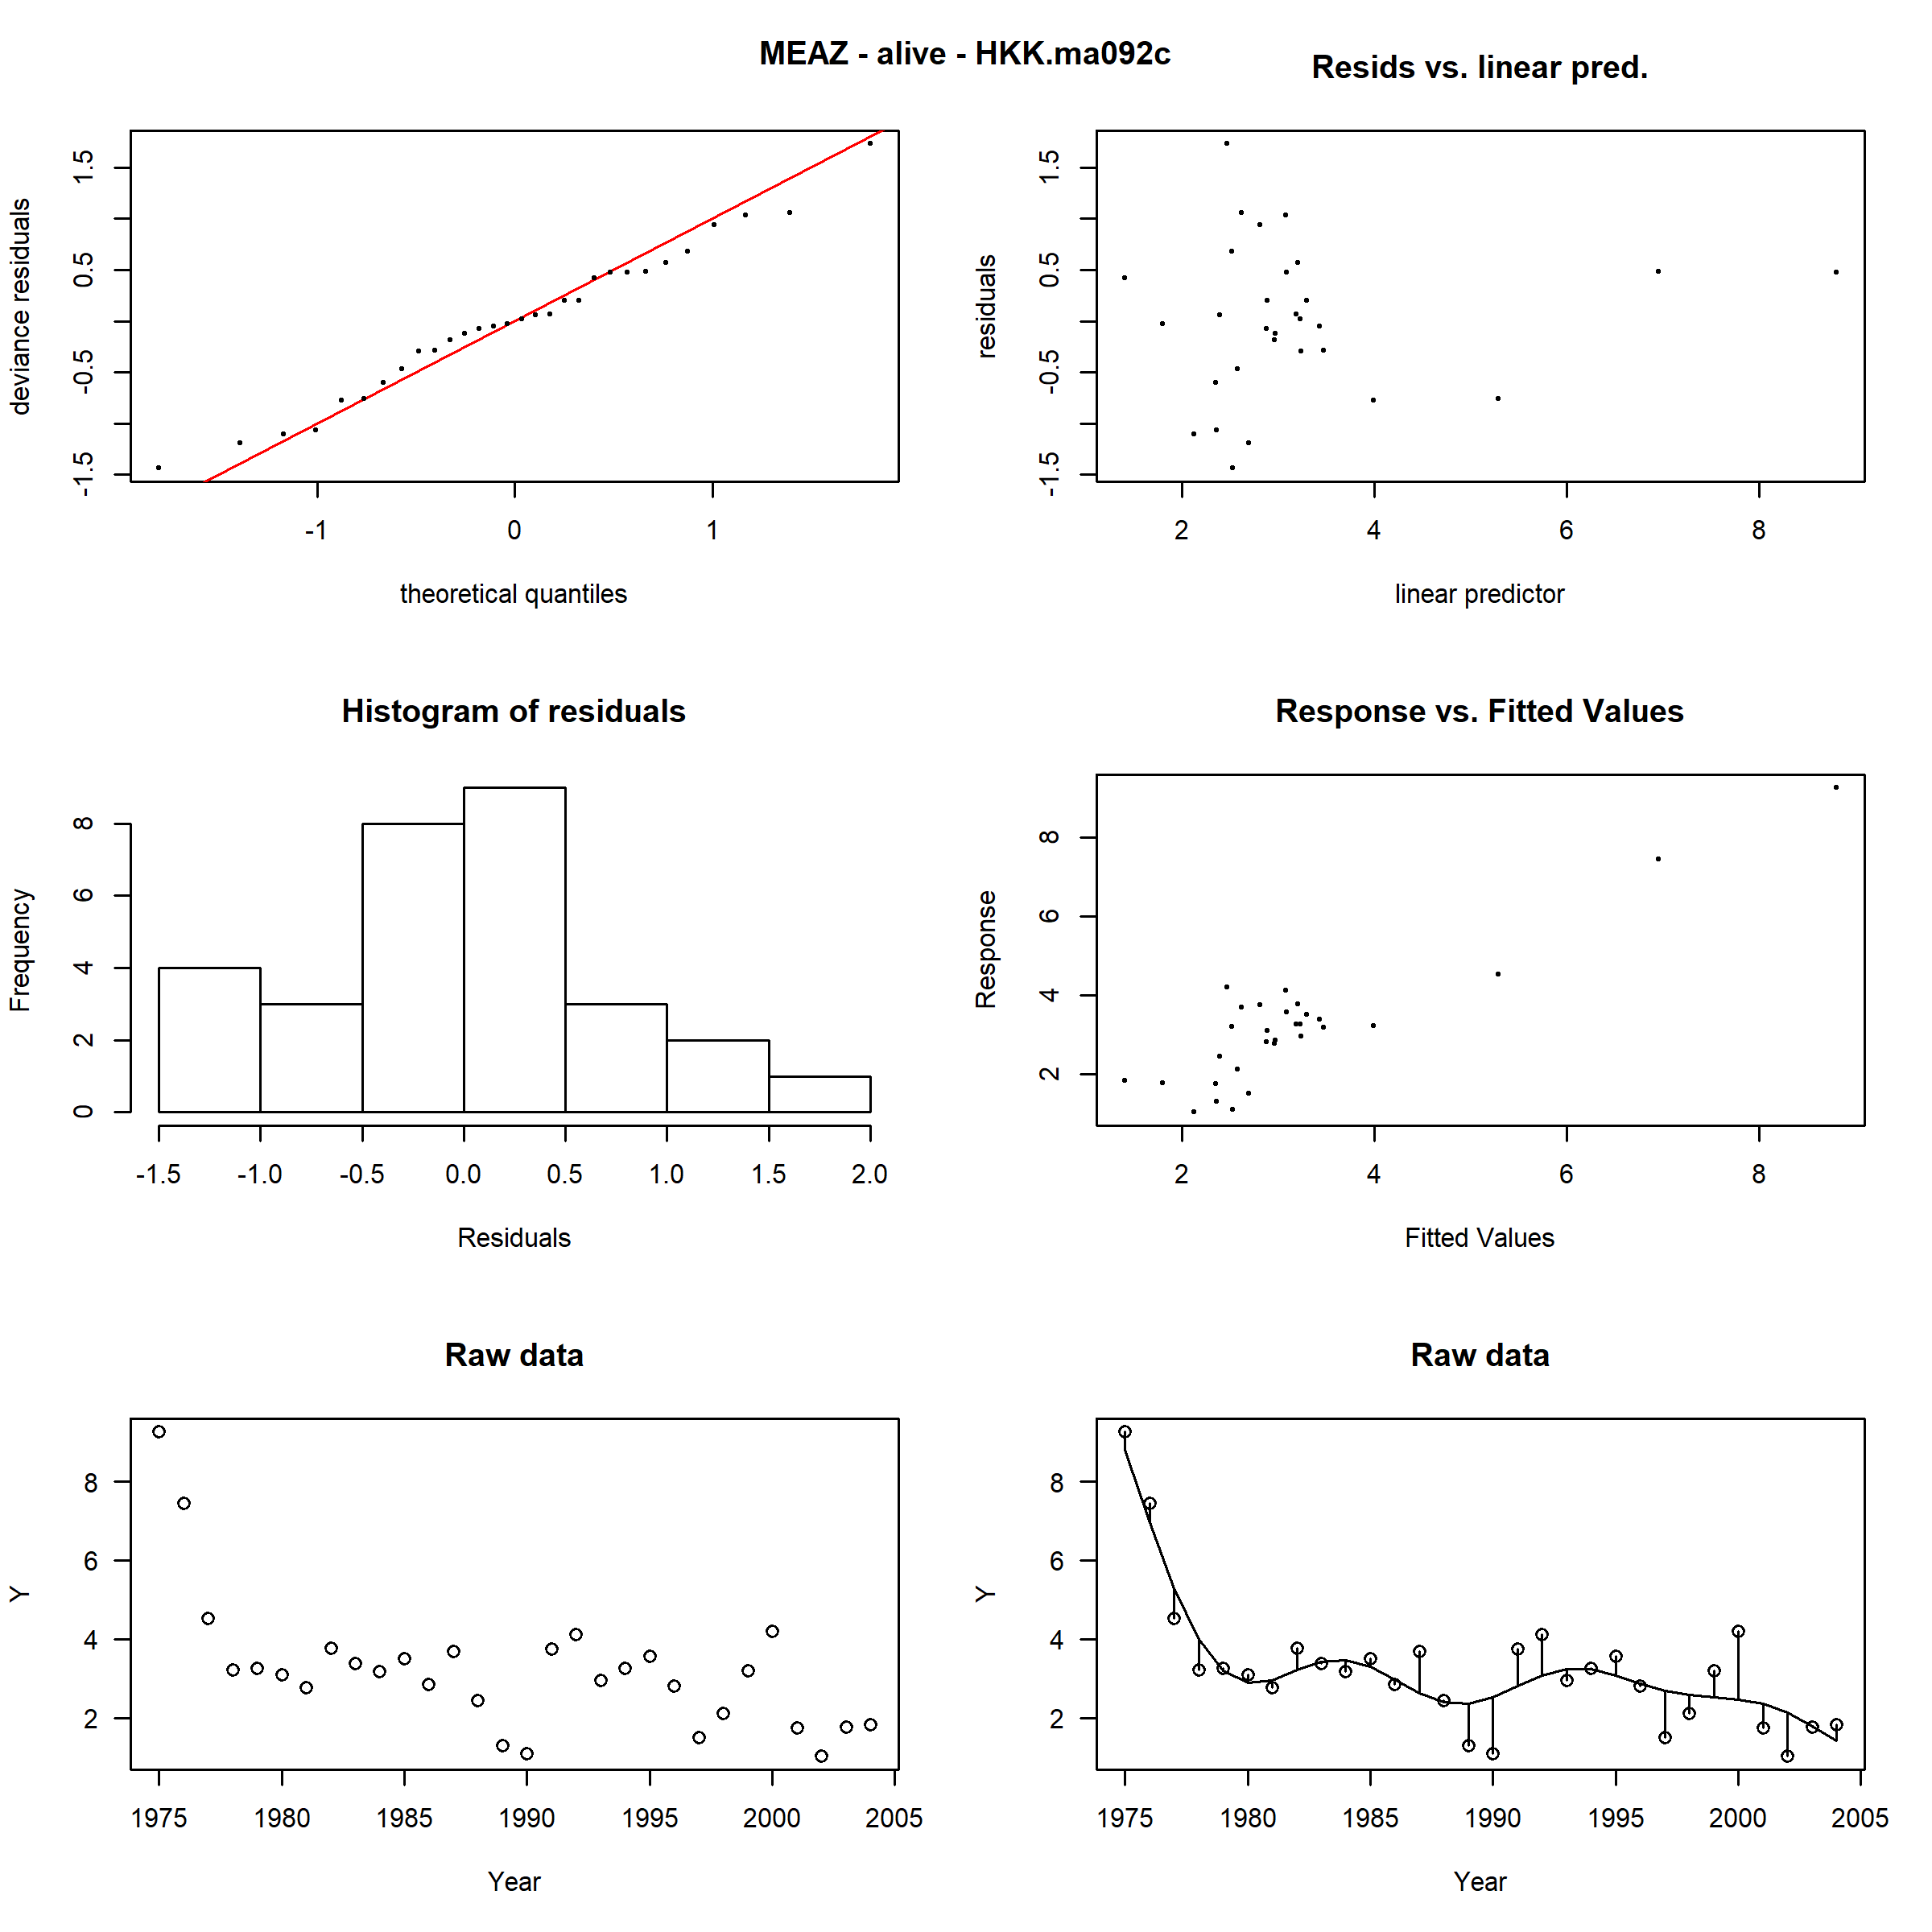 MEAZ - alive - HKK.ma092c
Resids vs. linear pred.
deviance residuals
-1.5 -0.5 0.5 1.5
-1 0 1
theoretical quantiles
residuals
-1.5 -0.5 0.5 1.5
2 4 6 8
linear predictor
Histogram of residuals
Frequency
0 2 4 6 8
-1.5 -1.0 -0.5 0.0 0.5 1.0 1.5 2.0
Residuals
Response vs. Fitted Values
Response
2 4 6 8
2 4 6 8
Fitted Values
Raw data
Y
2 4 6 8
1975 1980 1985 1990 1995 2000 2005
Year
Raw data
Y
2 4 6 8
1975 1980 1985 1990 1995 2000 2005
Year